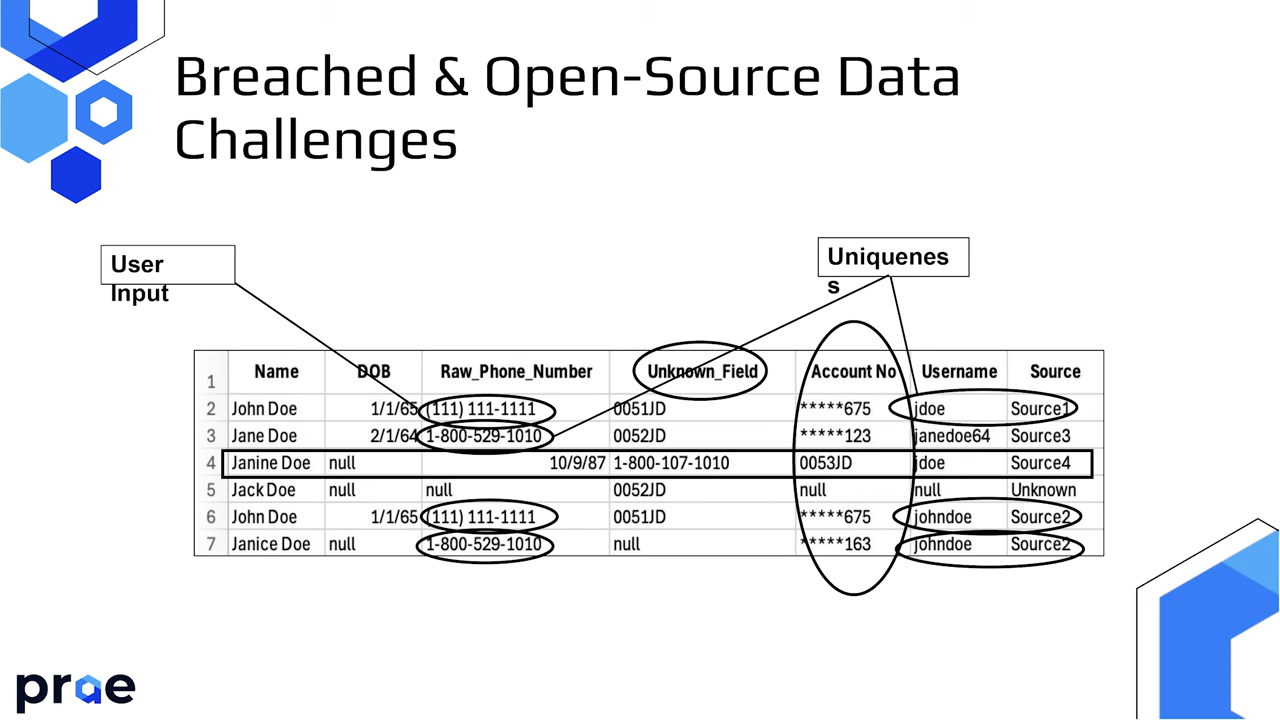 Breached & Open-Source Data
Challenges
User
Input
Uniquenes
s
1 Name DOB Raw_Phone_Number Unknown_Field Account No Username Source
2 John Doe 1/1/65 (111) 111-1111 0051JD *****675 jdoe Source1
3 Jane Doe 2/1/64 1-800-529-1010 0052JD *****123 janedoe64 Source3
4 Janine Doe null 10/9/87 1-800-107-1010 0053JD jdoe Source4
5 Jack Doe null null 0052JD null null Unknown
6 John Doe 1/1/65 (111) 111-1111 0051JD *****675 johndoe Source2
7 Janice Doe null 1-800-529-1010 null *****163 johndoe Source2
prae